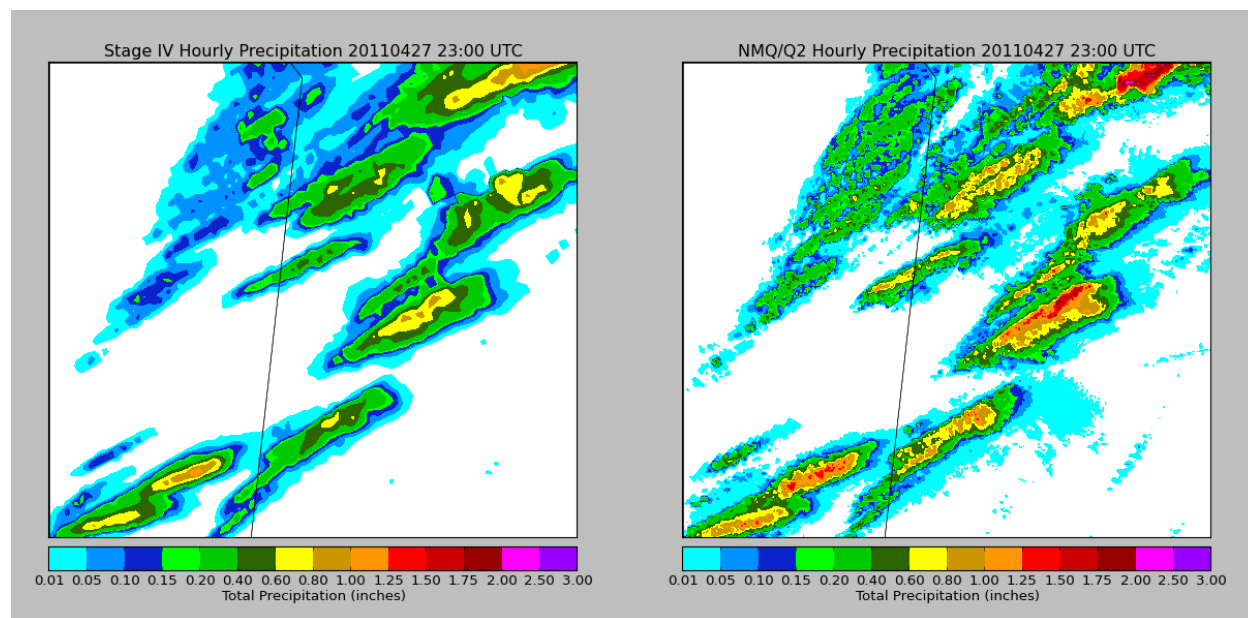 Stage IV Hourly Precipitation 20110427 23:00 UTC
0.01 0.05 0.10 0.15 0.20 0.40 0.60 0.80 1.00 1.25 1.50 1.75 2.00 2.50 3.00
Total Precipitation (inches)
NMQ/Q2 Hourly Precipitation 20110427 23:00 UTC
0.01 0.05 0.10 0.15 0.20 0.40 0.60 0.80 1.00 1.25 1.50 1.75 2.00 2.50 3.00
Total Precipitation (inches)